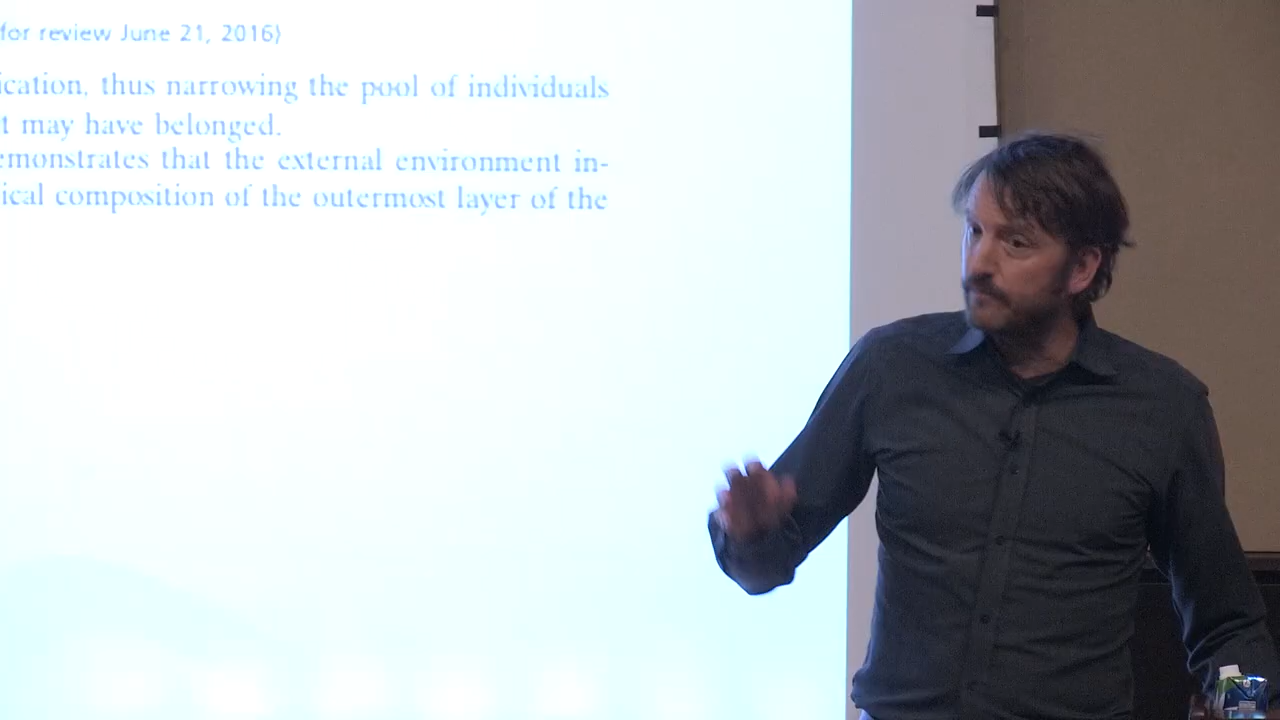 for review June 21, 2016)
ication, thus narrowing the pool of individuals
t may have belonged.
emonstrates that the external environment in-
ical composition of the outermost layer of the